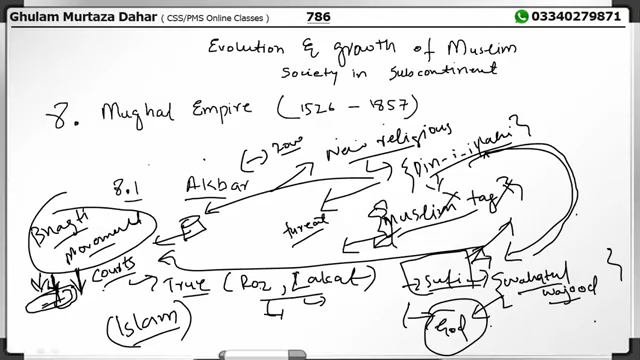 Ghulam Murtaza Dahar (CSS/PMS Online Classes) 786 03340279871
Evolution & growth of Muslim
Society in subcontinent
8. Mughal Empire (1526 - 1857)
New religious
8.1 Akbar {Din-i-ilahi}
Muslim tag
threat
Bhagti
Movement
Courts
True (Roz, Zakat) Sufi wahatul
wajood
(Islam) God